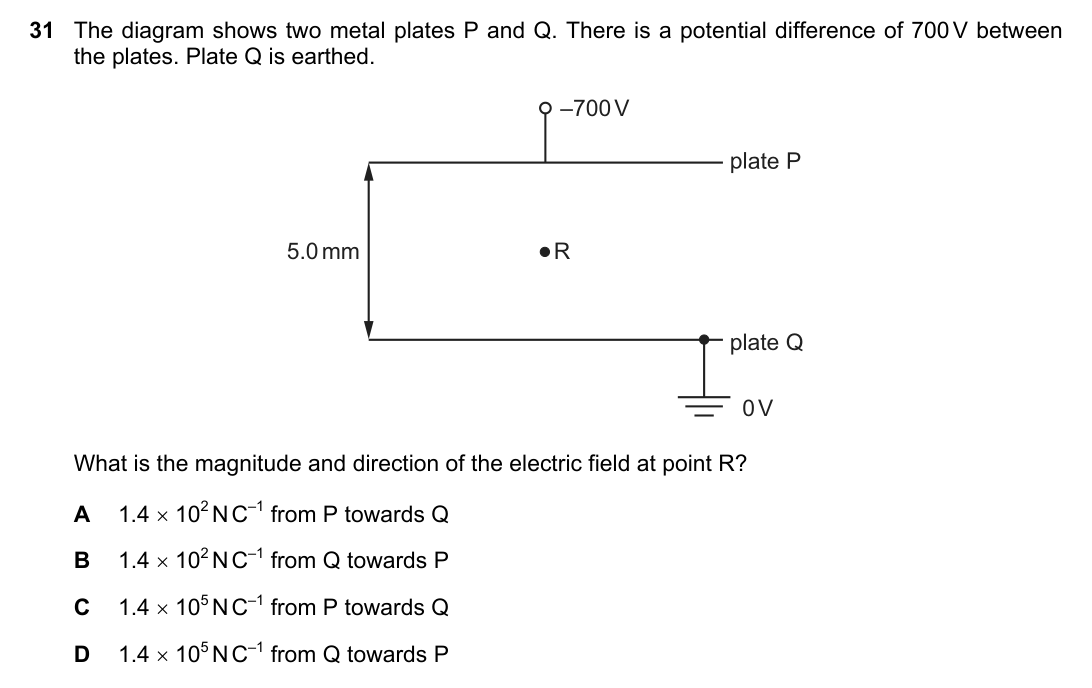 31 The diagram shows two metal plates P and Q. There is a potential difference of 700 V between
the plates. Plate Q is earthed.
–700 V
plate P
5.0 mm
R
plate Q
0 V
What is the magnitude and direction of the electric field at point R?
A 1.4 × 10² N C⁻¹ from P towards Q
B 1.4 × 10² N C⁻¹ from Q towards P
C 1.4 × 10⁵ N C⁻¹ from P towards Q
D 1.4 × 10⁵ N C⁻¹ from Q towards P